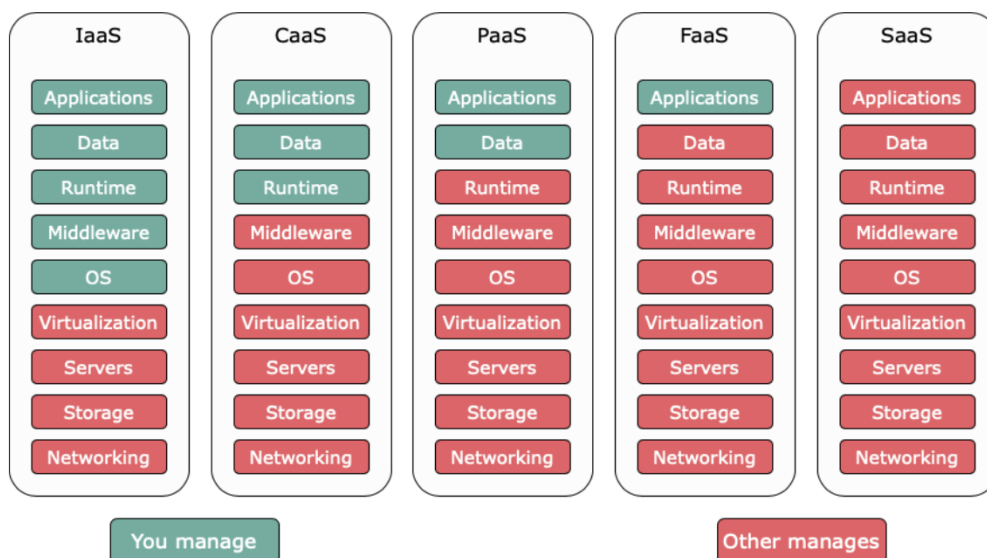 IaaS
Applications
Data
Runtime
Middleware
OS
Virtualization
Servers
Storage
Networking
CaaS
Applications
Data
Runtime
Middleware
OS
Virtualization
Servers
Storage
Networking
PaaS
Applications
Data
Runtime
Middleware
OS
Virtualization
Servers
Storage
Networking
FaaS
Applications
Data
Runtime
Middleware
OS
Virtualization
Servers
Storage
Networking
SaaS
Applications
Data
Runtime
Middleware
OS
Virtualization
Servers
Storage
Networking
You manage
Other manages